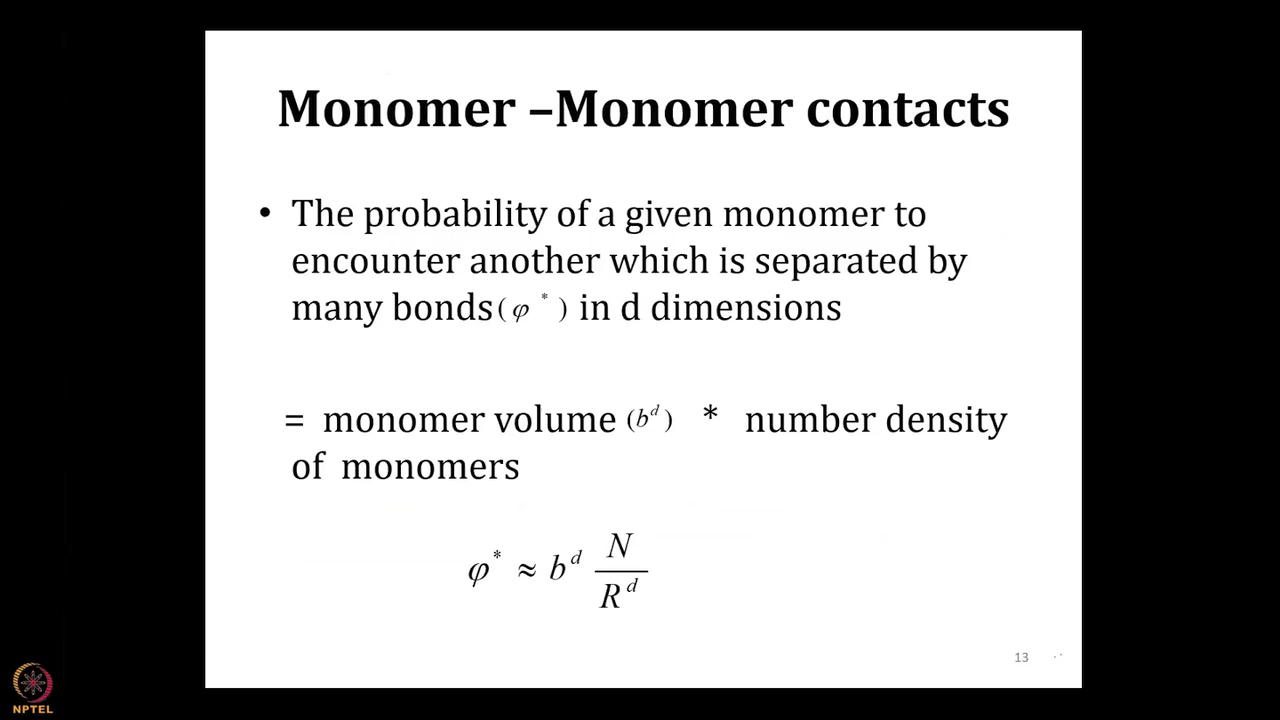 Monomer –Monomer contacts
• The probability of a given monomer to
encounter another which is separated by
many bonds(φ*) in d dimensions
= monomer volume (b^d) * number density
of monomers
φ* ≈ b^d N/R^d
13
NPTEL